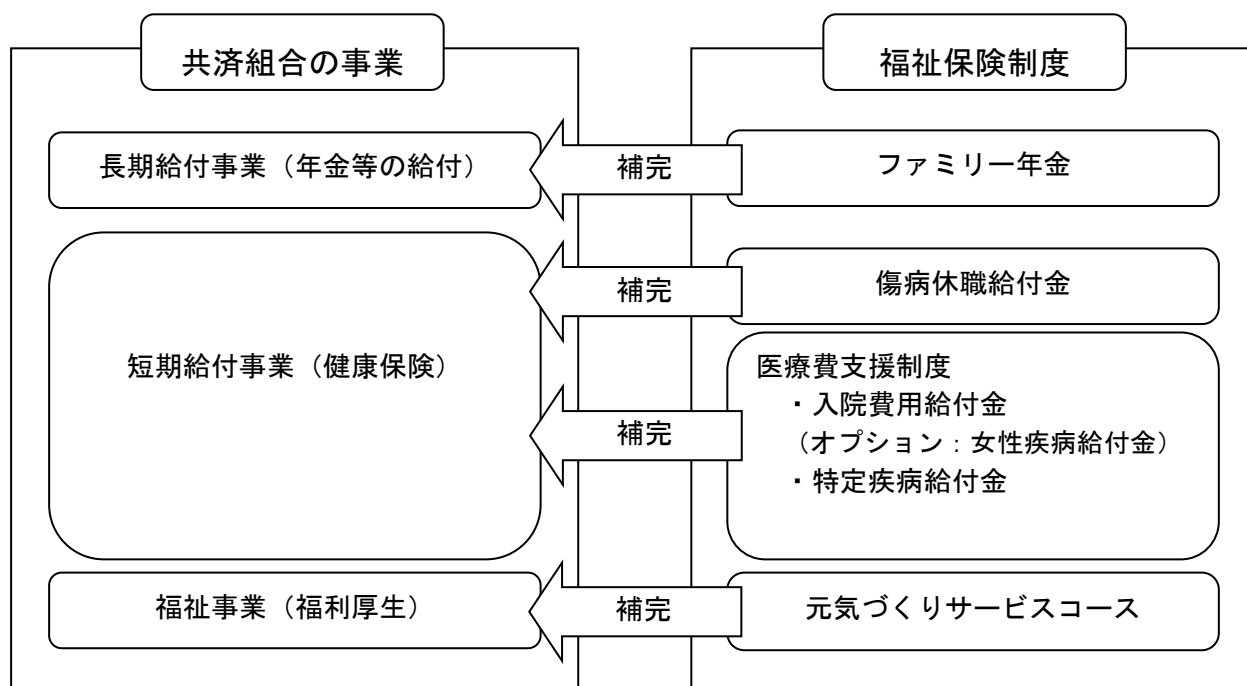 共済組合の事業
福祉保険制度
長期給付事業（年金等の給付）
補完
ファミリー年金
短期給付事業（健康保険）
補完
傷病休職給付金
補完
医療費支援制度
・入院費用給付金
（オプション：女性疾病給付金）
・特定疾病給付金
福祉事業（福利厚生）
補完
元気づくりサービスコース